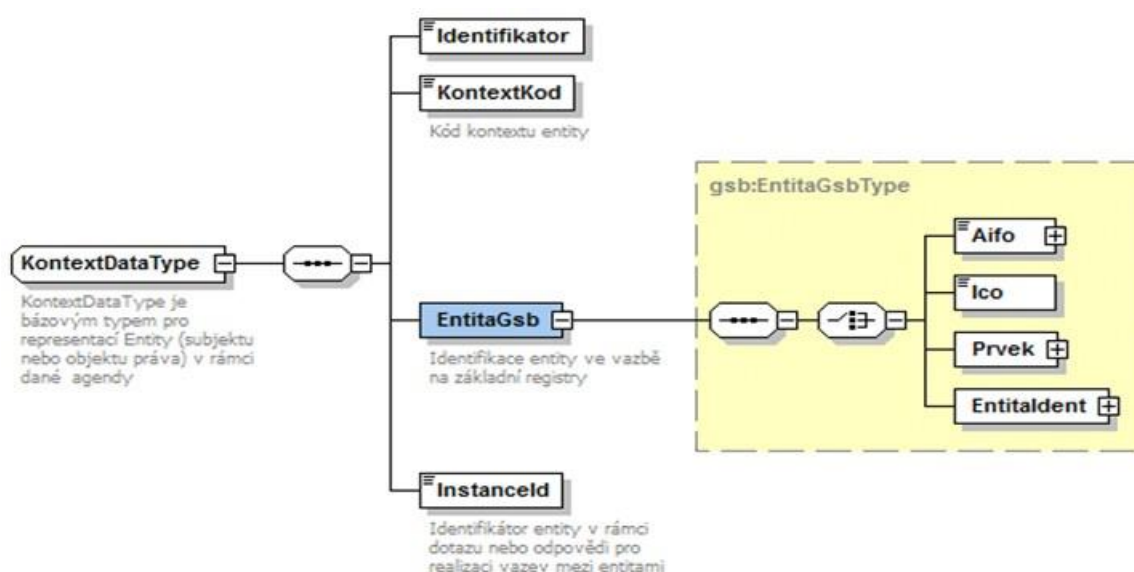 Identifikator
KontextKod
Kód kontextu entity
gsb:EntitaGsbType
Aifo
Ico
Prvek
EntitaIdent
KontextDataType
KontextDataType je
bázovým typem pro
representací Entity (subjektu
nebo objektu práva) v rámci
dané agendy
EntitaGsb
Identifikace entity ve vazbě
na základní registry
InstanceId
Identifikátor entity v rámci
dotazu nebo odpovědi pro
realizaci vazev mezi entitami